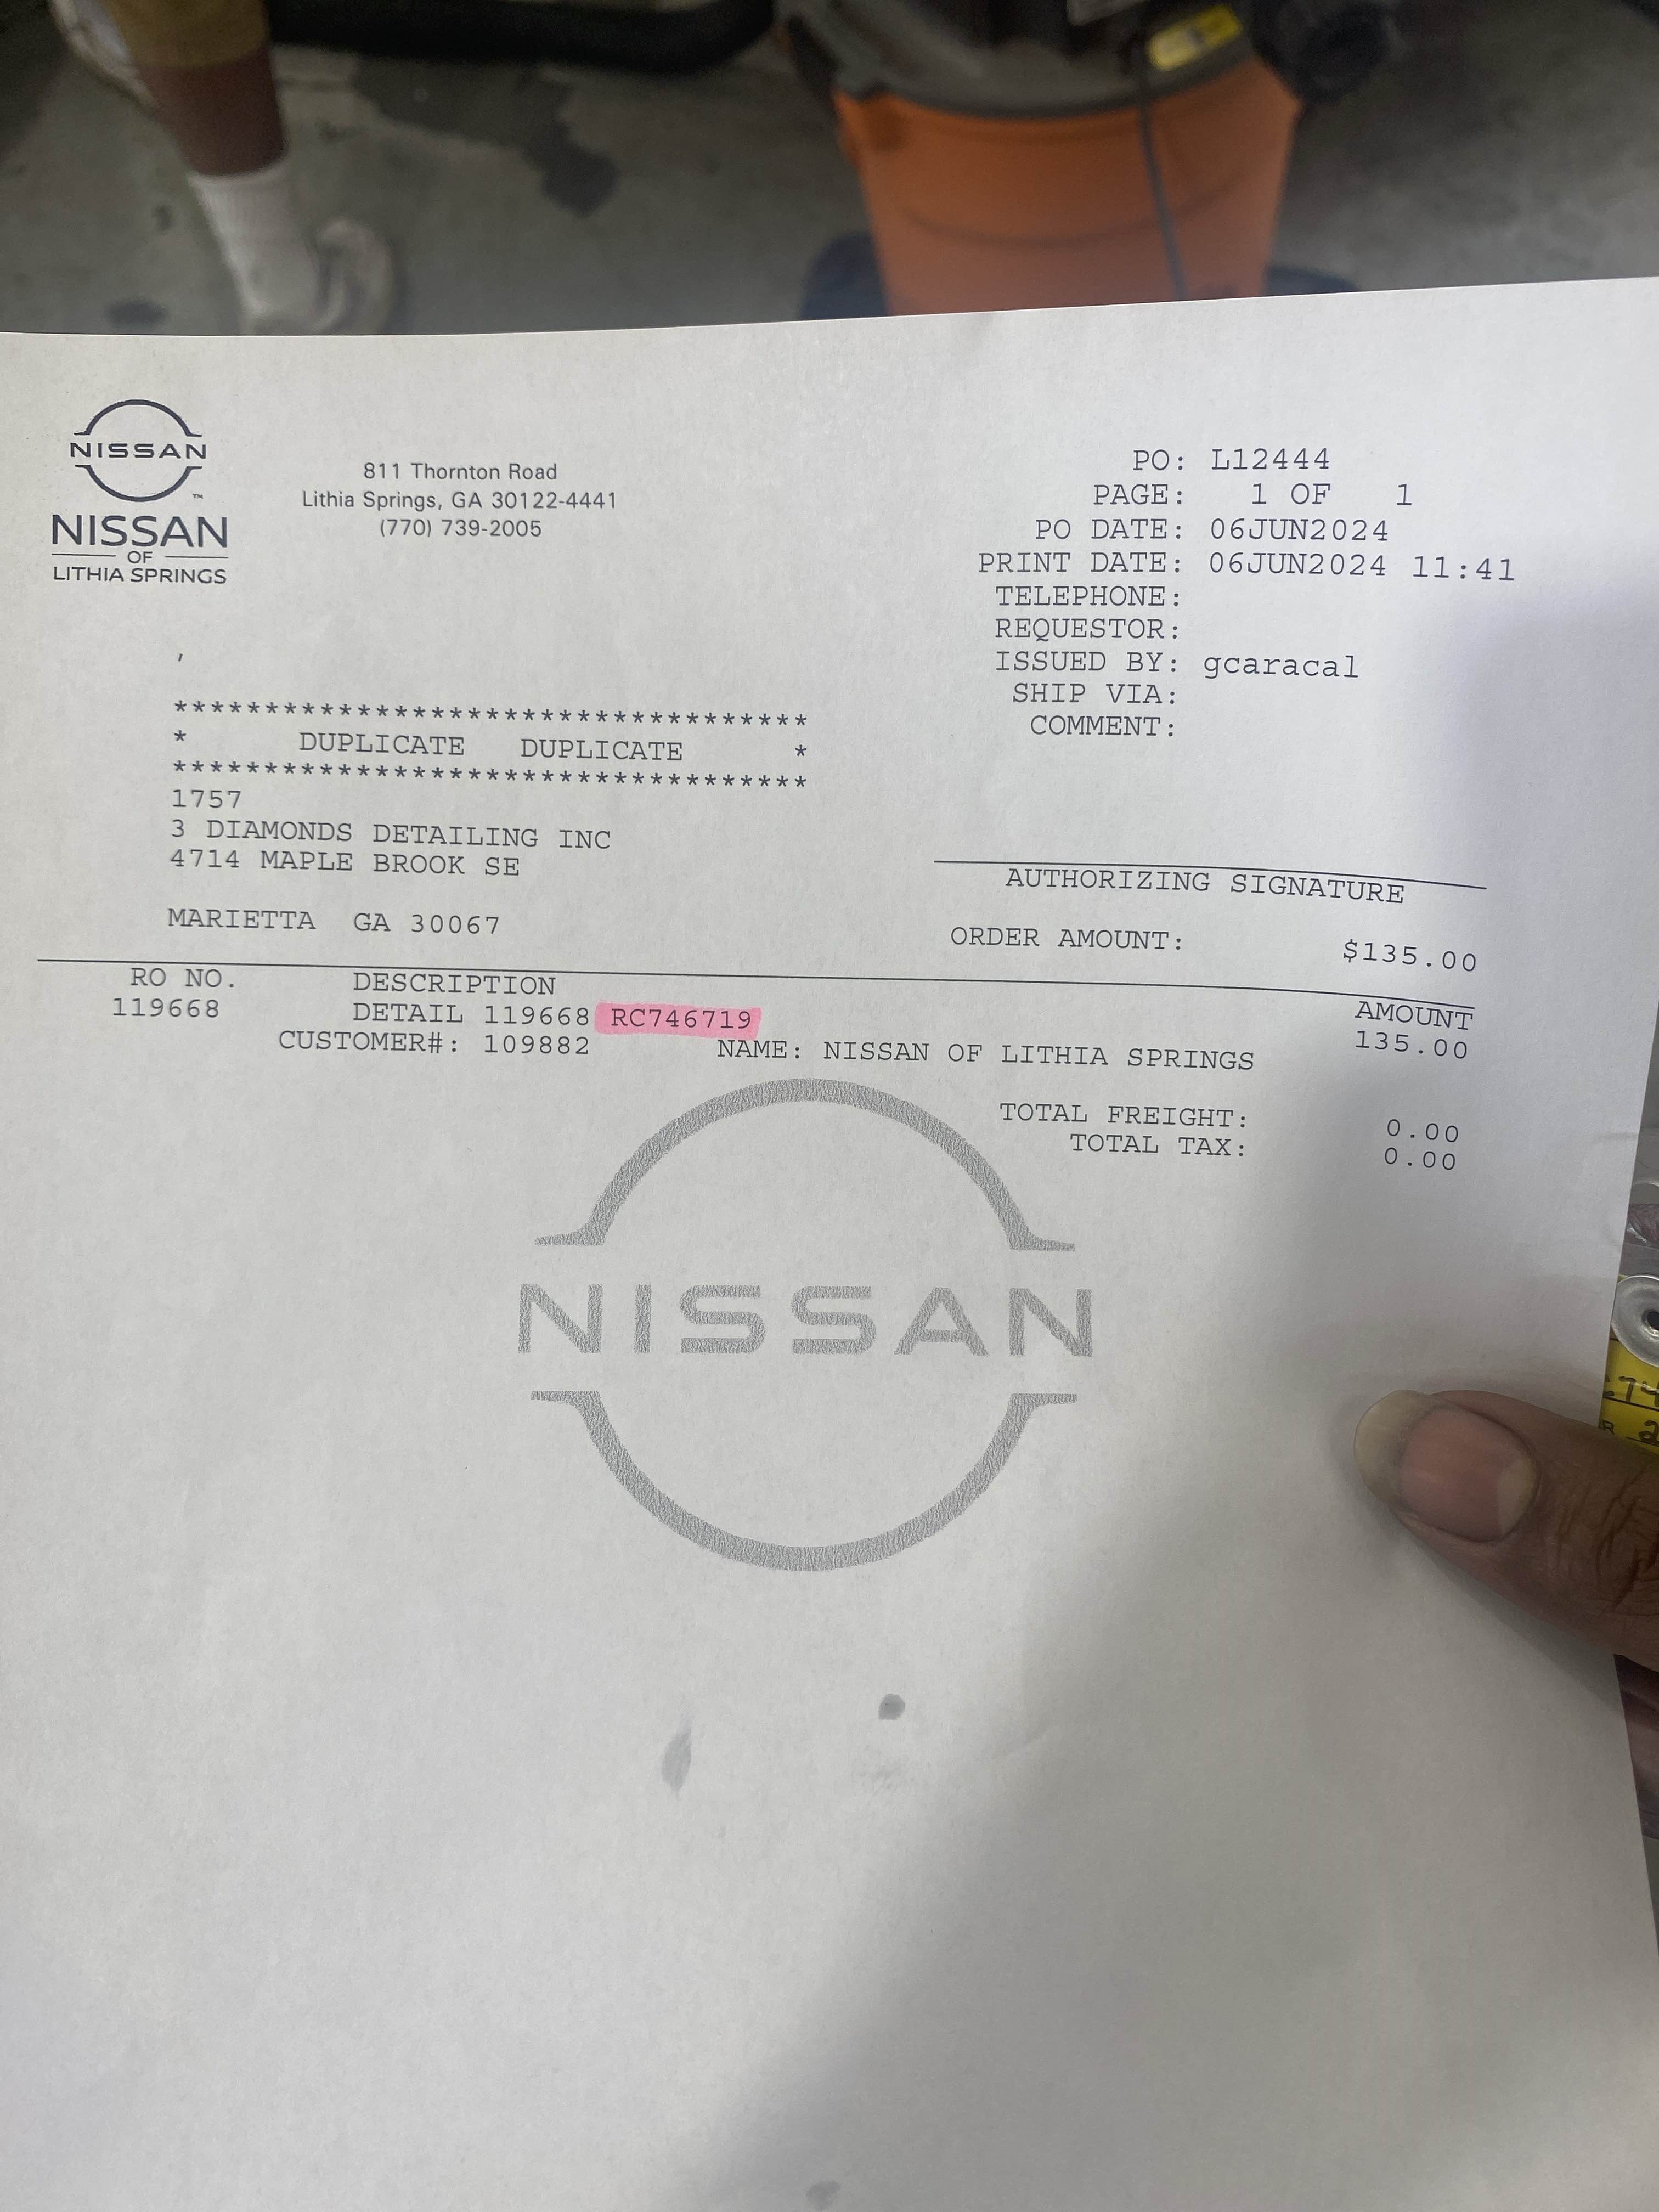 NISSAN
NISSAN
OF
LITHIA SPRINGS
811 Thornton Road
Lithia Springs, GA 30122-4441
(770) 739-2005
PO: L12444
PAGE: 1 OF 1
PO DATE: 06JUN2024
PRINT DATE: 06JUN2024 11:41
TELEPHONE:
REQUESTOR:
ISSUED BY: gcaracal
SHIP VIA:
COMMENT:
,
***********************************
* DUPLICATE DUPLICATE *
***********************************
1757
3 DIAMONDS DETAILING INC
4714 MAPLE BROOK SE
MARIETTA GA 30067
AUTHORIZING SIGNATURE
ORDER AMOUNT: $135.00
RO NO. DESCRIPTION AMOUNT
119668 DETAIL 119668 RC746719 135.00
CUSTOMER#: 109882 NAME: NISSAN OF LITHIA SPRINGS
TOTAL FREIGHT: 0.00
TOTAL TAX: 0.00
NISSAN